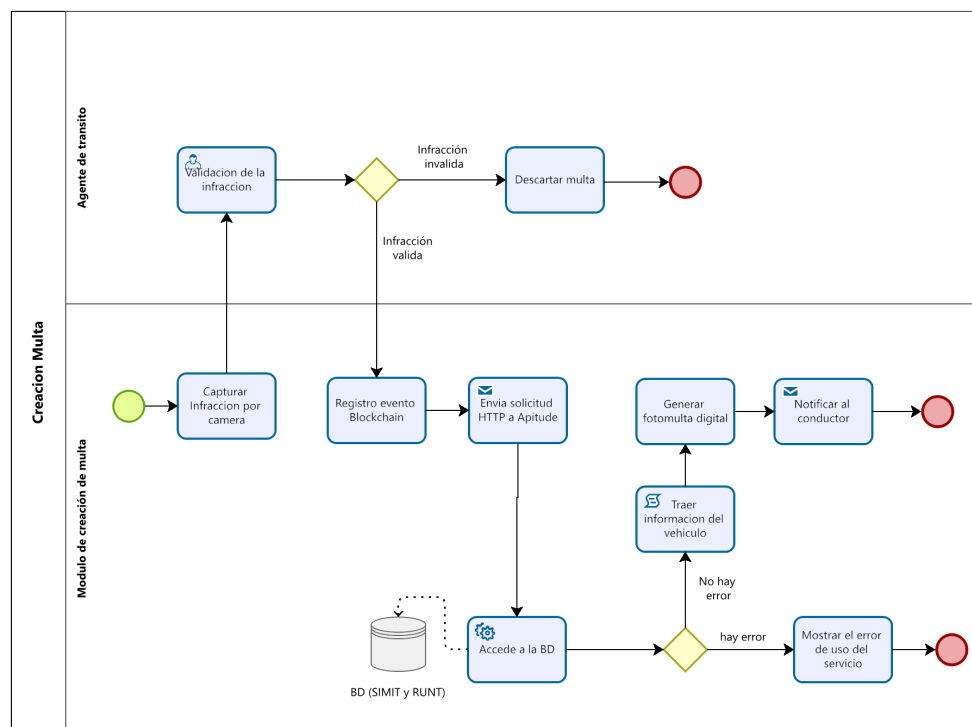 Creacion Multa
Agente de transito
Validacion de la
infraccion
Infracción
invalida
Descartar multa
Infracción
valida
Modulo de creación de multa
Capturar
Infraccion por
camera
Registro evento
Blockchain
Envia solicitud
HTTP a Apitude
Generar
fotomulta digital
Notificar al
conductor
Traer
informacion del
vehiculo
No hay
error
BD (SIMIT y RUNT)
Accede a la BD
hay error
Mostrar el error
de uso del
servicio